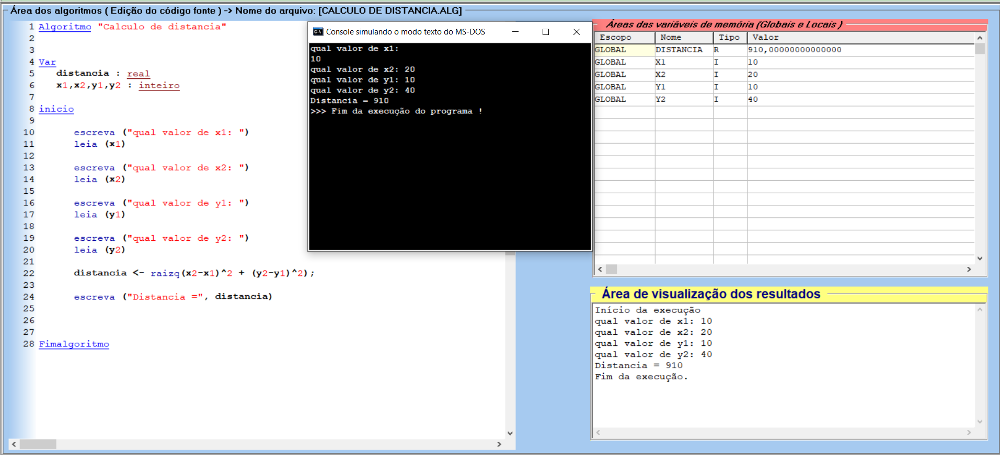 Área dos algoritmos ( Edição do código fonte ) -> Nome do arquivo: [CALCULO DE DISTANCIA.ALG]
1 Algoritmo "Calculo de distancia"
2
3
4 Var
5 distancia : real
6 x1,x2,y1,y2 : inteiro
7
8 inicio
9
10 escreva ("qual valor de x1: ")
11 leia (x1)
12
13 escreva ("qual valor de x2: ")
14 leia (x2)
15
16 escreva ("qual valor de y1: ")
17 leia (y1)
18
19 escreva ("qual valor de y2: ")
20 leia (y2)
21
22 distancia <- raizq(x2-x1)^2 + (y2-y1)^2);
23
24 escreva ("Distancia =", distancia)
25
26
27
28 Fimalgoritmo
Console simulando o modo texto do MS-DOS
qual valor de x1:
10
qual valor de x2: 20
qual valor de y1: 10
qual valor de y2: 40
Distancia = 910
>>> Fim da execução do programa !
Áreas das variáveis de memória (Globais e Locais )
Escopo Nome Tipo Valor
GLOBAL DISTANCIA R 910,00000000000000
GLOBAL X1 I 10
GLOBAL X2 I 20
GLOBAL Y1 I 10
GLOBAL Y2 I 40
Área de visualização dos resultados
Início da execução
qual valor de x1: 10
qual valor de x2: 20
qual valor de y1: 10
qual valor de y2: 40
Distancia = 910
Fim da execução.